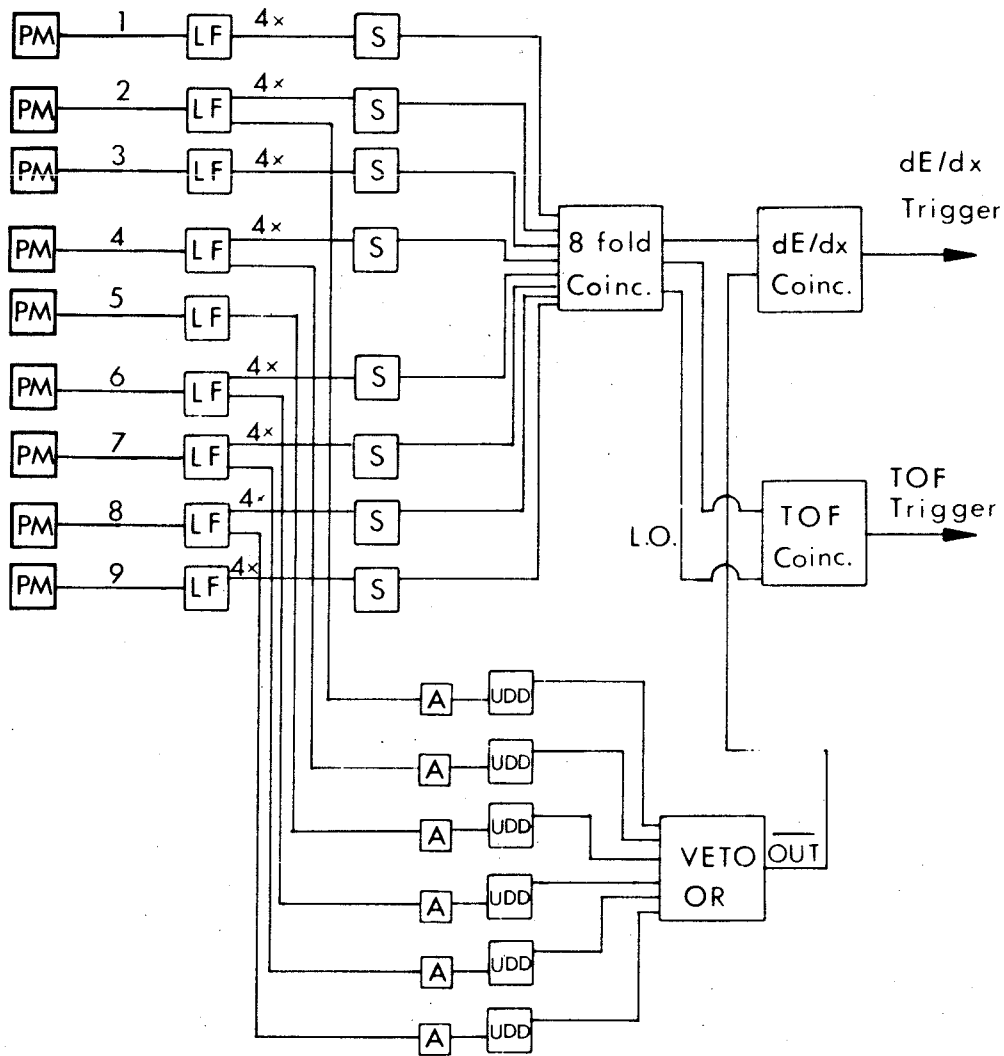 PM 1 LF 4× S
PM 2 LF 4× S
PM 3 LF 4× S
PM 4 LF 4× S
PM 5 LF
PM 6 LF 4× S
PM 7 LF 4× S
PM 8 LF 4× S
PM 9 LF 4× S
8 fold
Coinc.
dE/dx
Coinc.
dE/dx
Trigger
L.O.
TOF
Coinc.
TOF
Trigger
A UDD
A UDD
A UDD
A UDD
A UDD
A UDD
VETO
OR
O̅U̅T̅